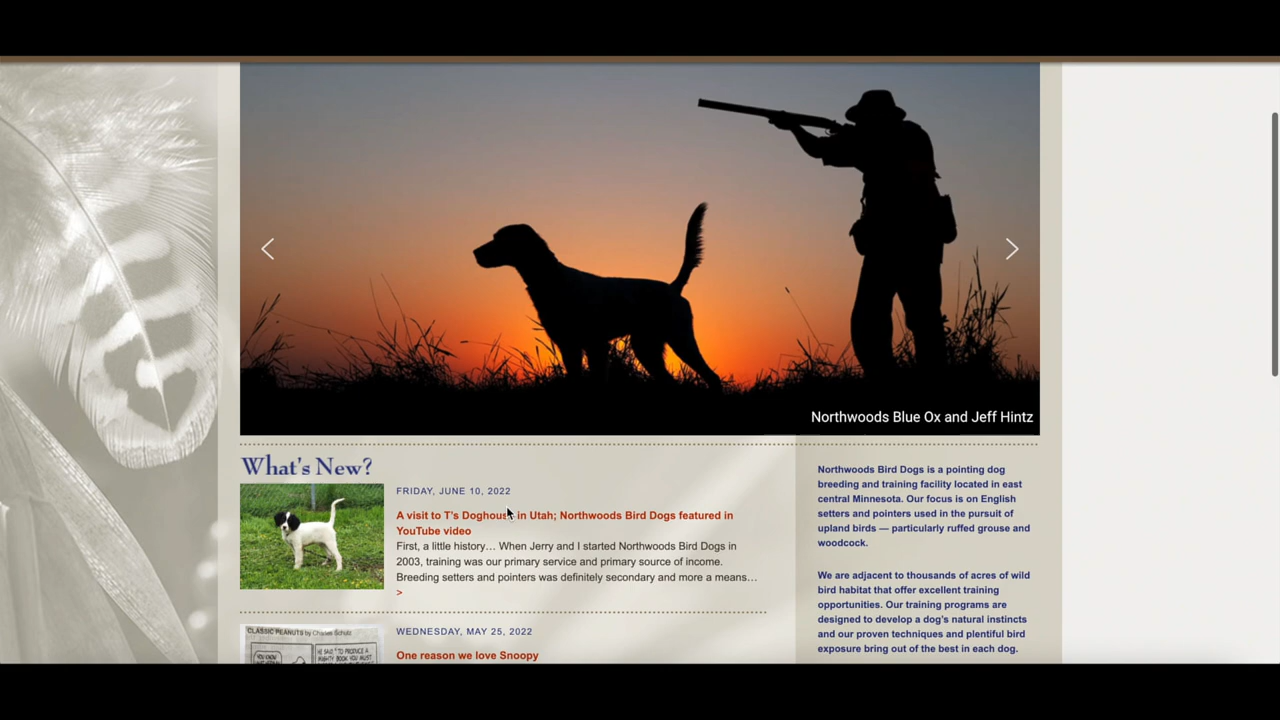 Northwoods Blue Ox and Jeff Hintz
What's New?
FRIDAY, JUNE 10, 2022
A visit to T's Doghouse in Utah; Northwoods Bird Dogs featured in
YouTube video
First, a little history… When Jerry and I started Northwoods Bird Dogs in
2003, training was our primary service and primary source of income.
Breeding setters and pointers was definitely secondary and more a means…
>
WEDNESDAY, MAY 25, 2022
One reason we love Snoopy
CLASSIC PEANUTS by Charles Schulz
Northwoods Bird Dogs is a pointing dog
breeding and training facility located in east
central Minnesota. Our focus is on English
setters and pointers used in the pursuit of
upland birds — particularly ruffed grouse and
woodcock.
We are adjacent to thousands of acres of wild
bird habitat that offer excellent training
opportunities. Our training programs are
designed to develop a dog's natural instincts
and our proven techniques and plentiful bird
exposure bring out of the best in each dog.